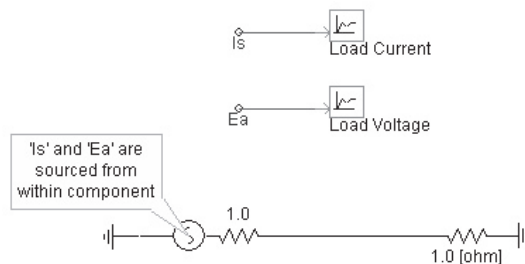 Is
Load Current
Ea
Load Voltage
'Is' and 'Ea' are
sourced from
within component
1.0
1.0 [ohm]